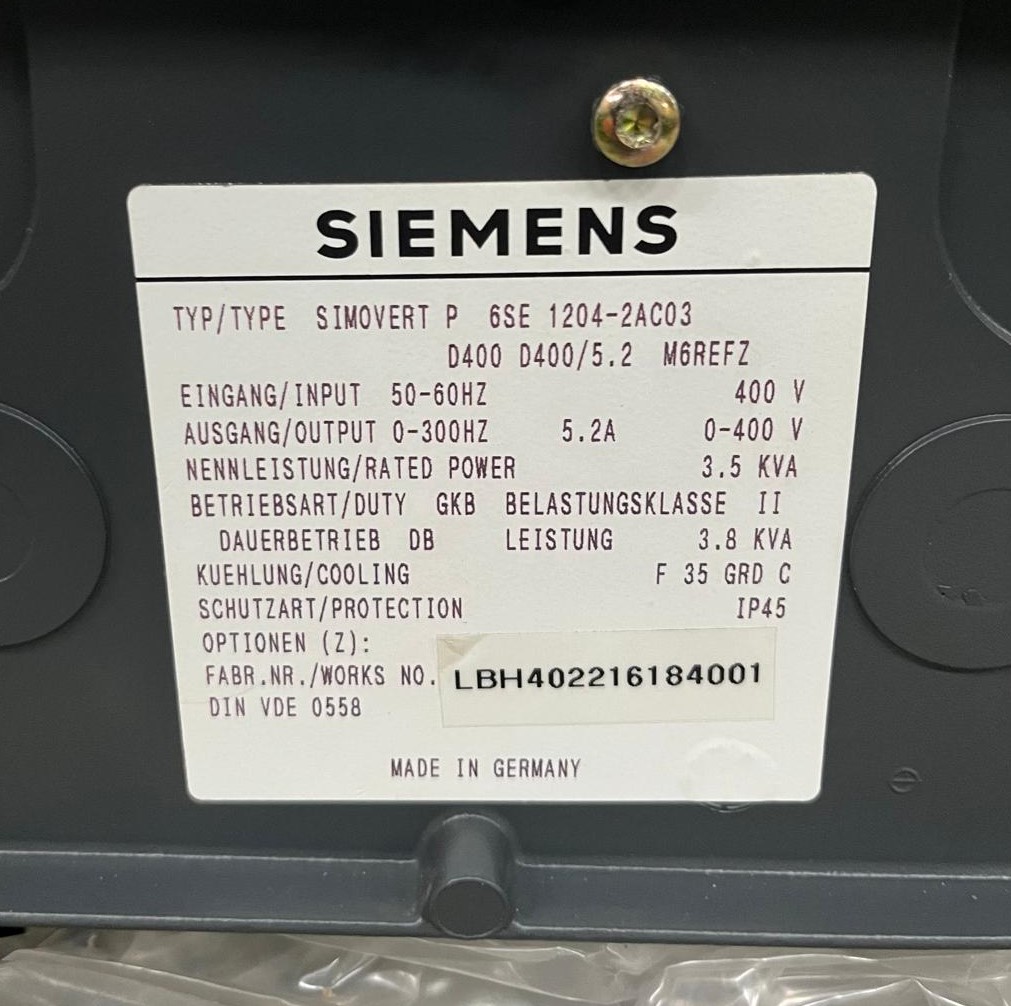 SIEMENS
TYP/TYPE SIMOVERT P 6SE 1204-2AC03
D400 D400/5.2 M6REFZ
EINGANG/INPUT 50-60HZ 400 V
AUSGANG/OUTPUT 0-300HZ 5.2A 0-400 V
NENNLEISTUNG/RATED POWER 3.5 KVA
BETRIEBSART/DUTY GKB BELASTUNGSKLASSE II
DAUERBETRIEB DB LEISTUNG 3.8 KVA
KUEHLUNG/COOLING F 35 GRD C
SCHUTZART/PROTECTION IP45
OPTIONEN (Z):
FABR.NR./WORKS NO. LBH402216184001
DIN VDE 0558
MADE IN GERMANY